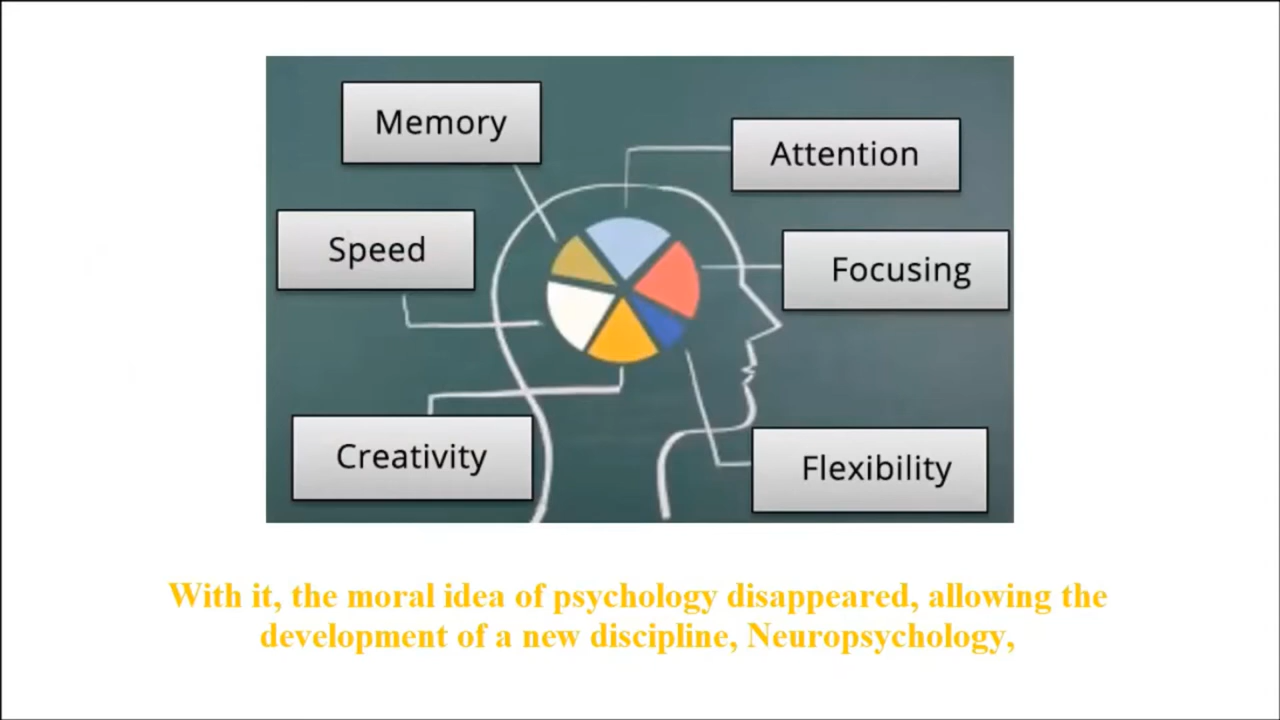 Memory
Attention
Speed
Focusing
Creativity
Flexibility
With it, the moral idea of psychology disappeared, allowing the
development of a new discipline, Neuropsychology,